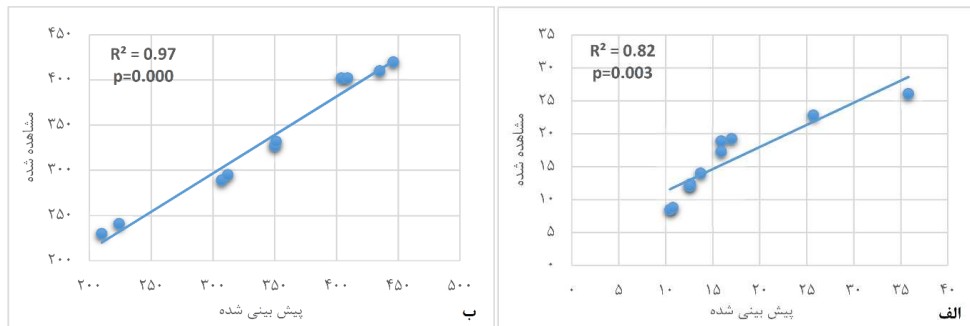 R² = 0.82
p=0.003
۳۵
۳۰
۲۵
۲۰
۱۵
۱۰
۵
۰
مشاهده شده
۰ ۵ ۱۰ ۱۵ ۲۰ ۲۵ ۳۰ ۳۵ ۴۰
پیش بینی شده
الف
R² = 0.97
p=0.000
۴۵۰
۴۰۰
۳۵۰
۳۰۰
۲۵۰
۲۰۰
مشاهده شده
۲۰۰ ۲۵۰ ۳۰۰ ۳۵۰ ۴۰۰ ۴۵۰ ۵۰۰
پیش بینی شده
ب